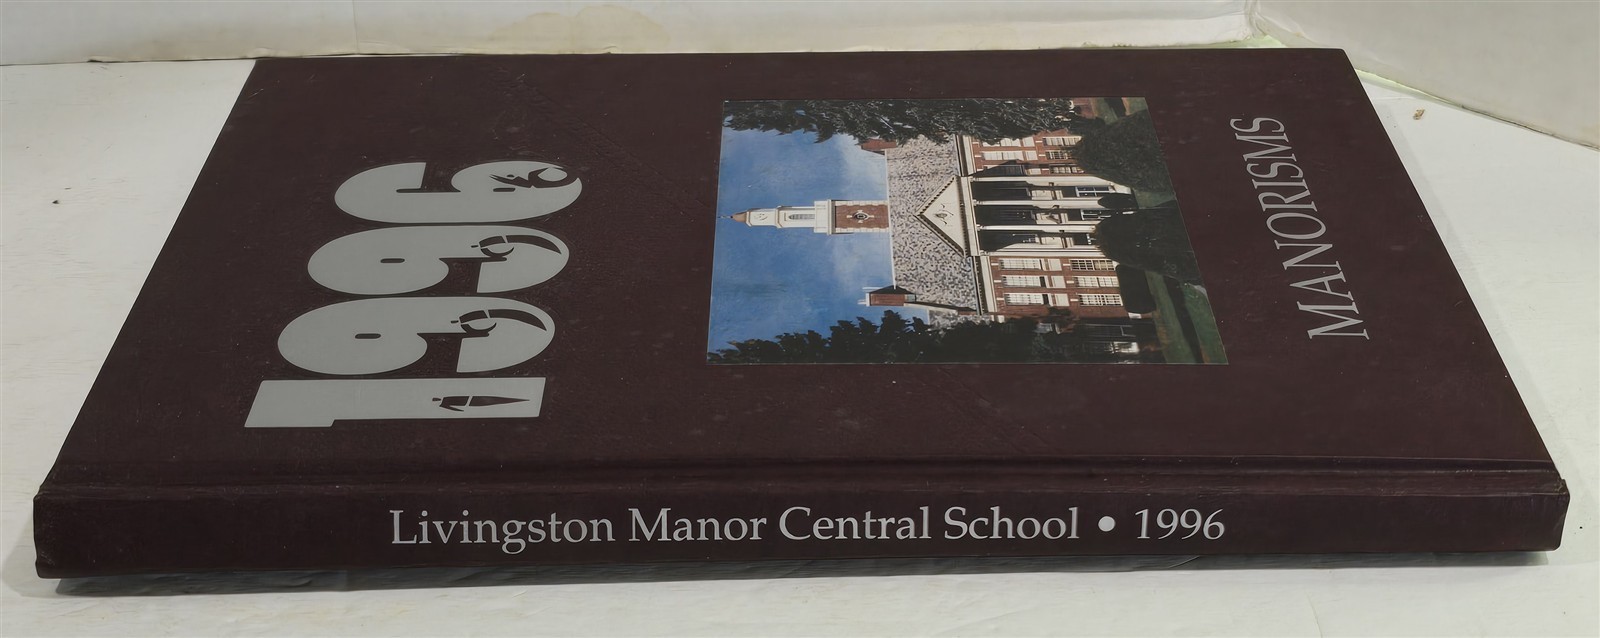 1996
MANORISMS
Livingston Manor Central School • 1996